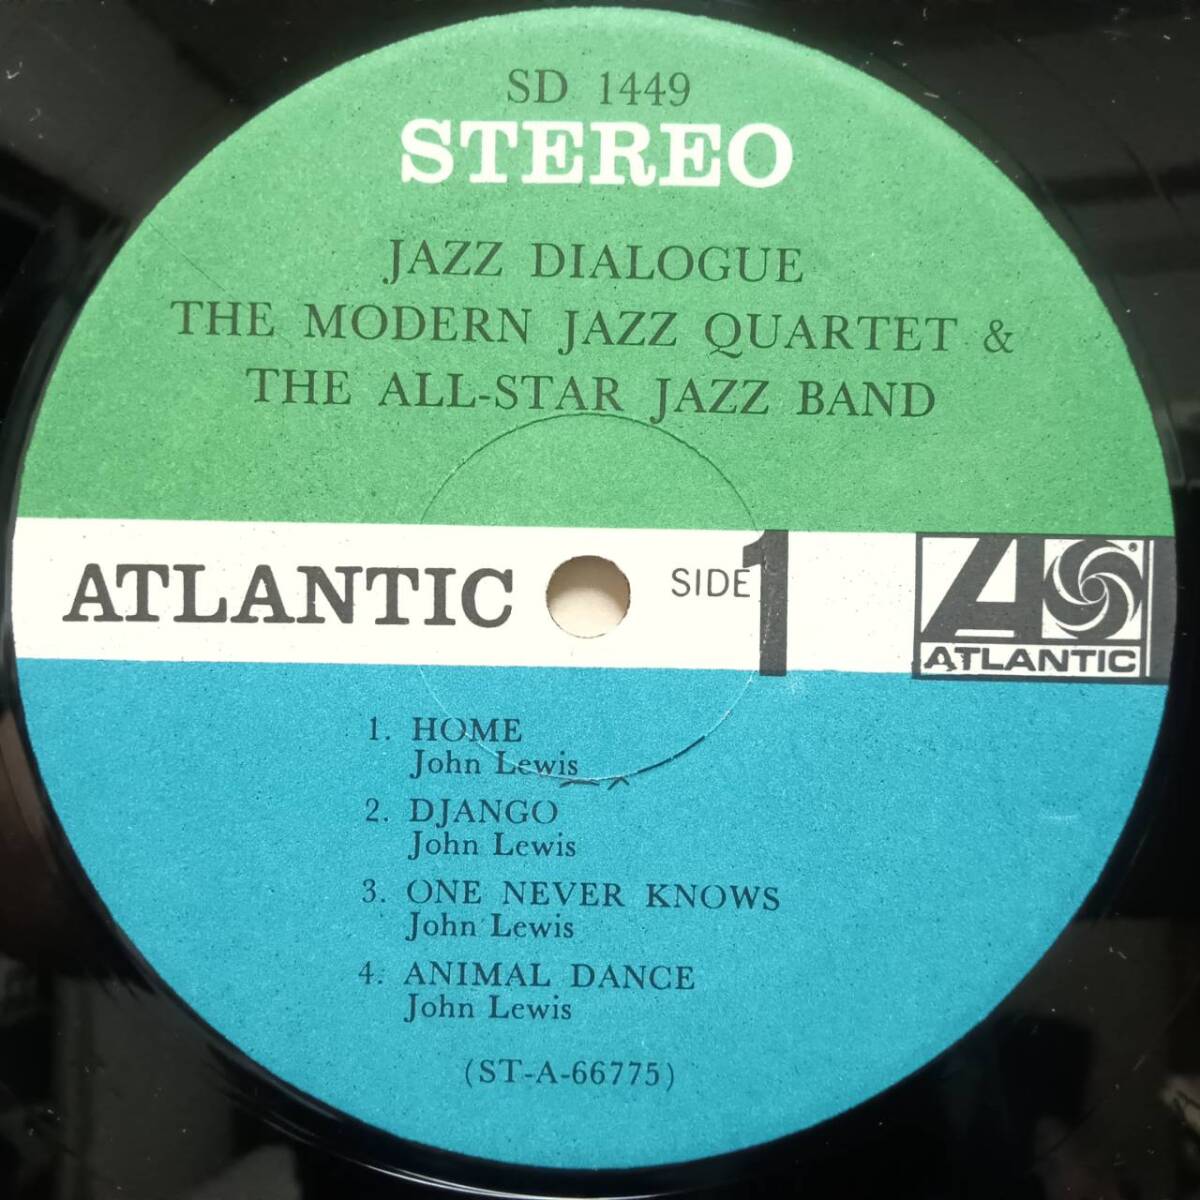 SD 1449
STEREO
JAZZ DIALOGUE
THE MODERN JAZZ QUARTET &
THE ALL-STAR JAZZ BAND
ATLANTIC
SIDE 1
A
ATLANTIC
1. HOME
John Lewis
2. DJANGO
John Lewis
3. ONE NEVER KNOWS
John Lewis
4. ANIMAL DANCE
John Lewis
(ST-A-66775)